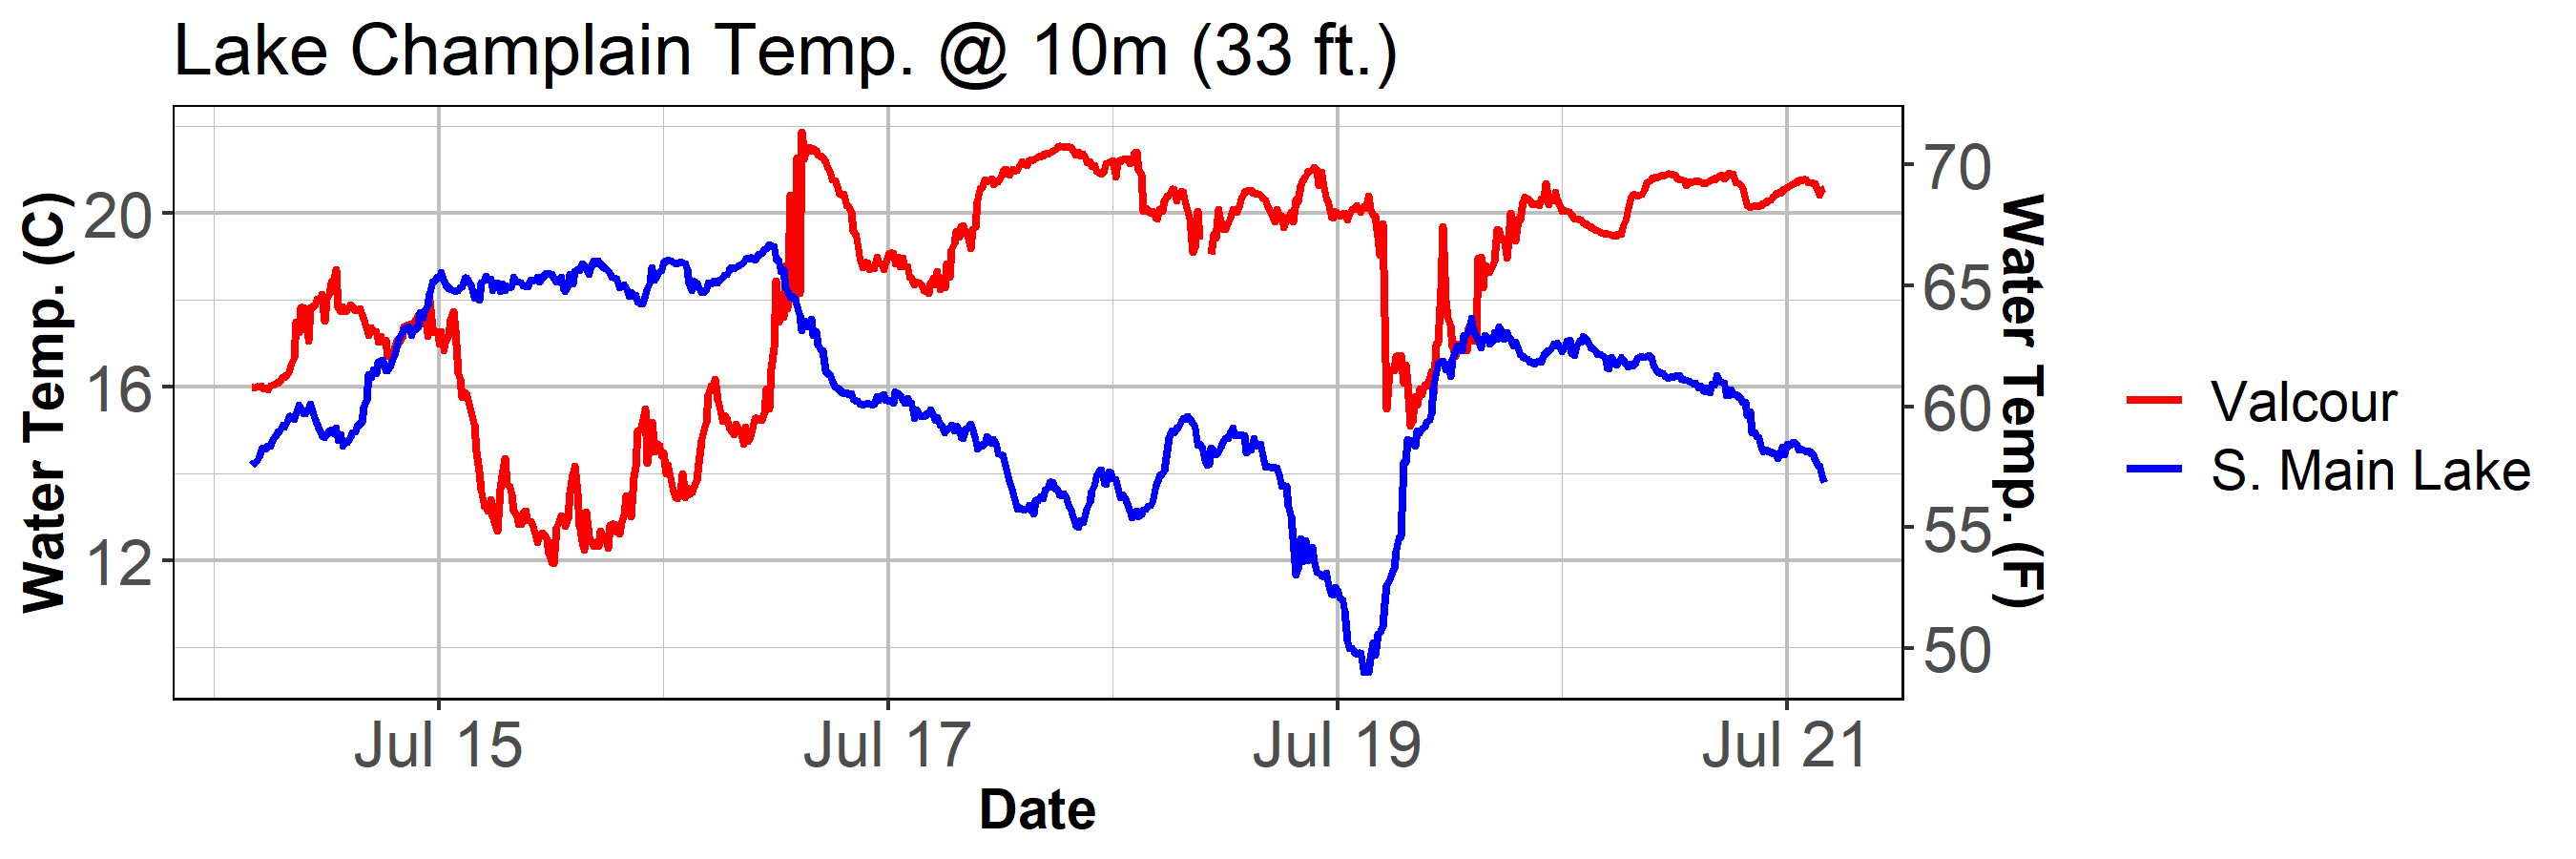 Lake Champlain Temp. @ 10m (33 ft.)
Water Temp. (C)
20
16
12
70
65
60
55
50
Water Temp. (F)
Jul 15
Jul 17
Jul 19
Jul 21
Date
Valcour
S. Main Lake